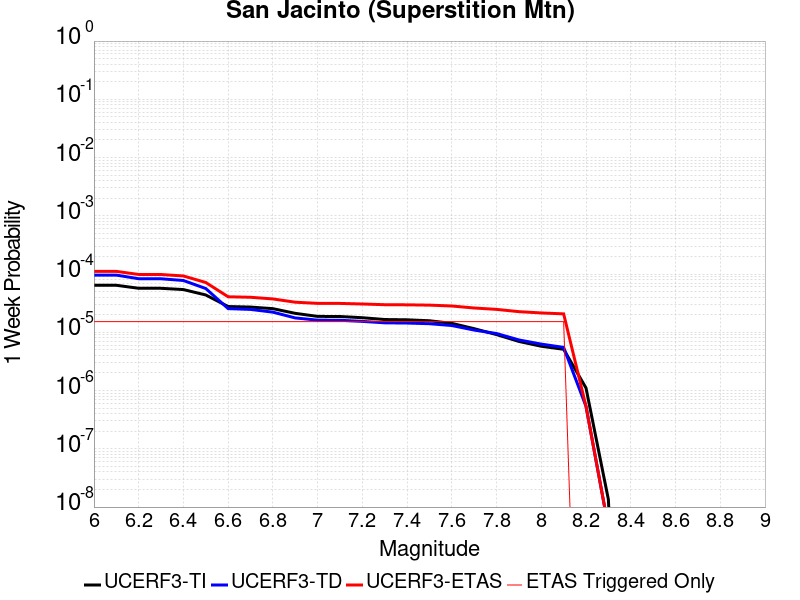 San Jacinto (Superstition Mtn)
10^0
10^-1
10^-2
10^-3
10^-4
10^-5
10^-6
10^-7
10^-8
1 Week Probability
6 6.2 6.4 6.6 6.8 7 7.2 7.4 7.6 7.8 8 8.2 8.4 8.6 8.8 9
Magnitude
UCERF3-TI UCERF3-TD UCERF3-ETAS ETAS Triggered Only